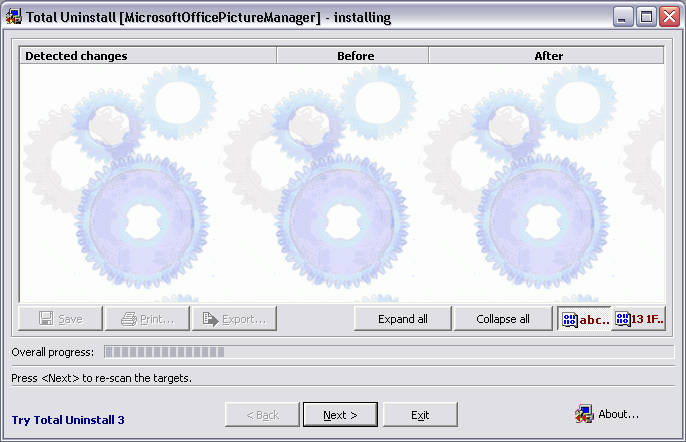 Total Uninstall [MicrosoftOfficePictureManager] - installing
Detected changes Before After
Save Print... Export... Expand all Collapse all abc.. 13 1F..
Overall progress:
Press <Next> to re-scan the targets.
Try Total Uninstall 3 < Back Next > Exit About...